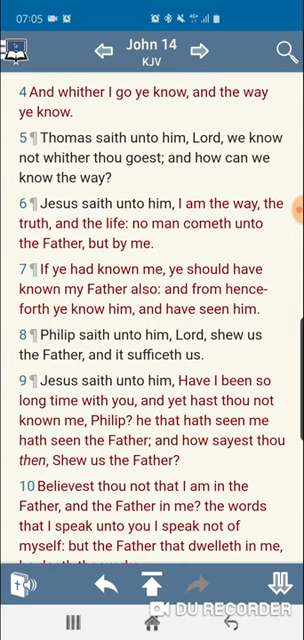 07:05
John 14
KJV
4 And whither I go ye know, and the way
ye know.
5 ¶ Thomas saith unto him, Lord, we know
not whither thou goest; and how can we
know the way?
6 ¶ Jesus saith unto him, I am the way, the
truth, and the life: no man cometh unto
the Father, but by me.
7 ¶ If ye had known me, ye should have
known my Father also: and from hence-
forth ye know him, and have seen him.
8 ¶ Philip saith unto him, Lord, shew us
the Father, and it sufficeth us.
9 ¶ Jesus saith unto him, Have I been so
long time with you, and yet hast thou not
known me, Philip? he that hath seen me
hath seen the Father; and how sayest thou
then, Shew us the Father?
10 Believest thou not that I am in the
Father, and the Father in me? the words
that I speak unto you I speak not of
myself: but the Father that dwelleth in me,
DU RECORDER